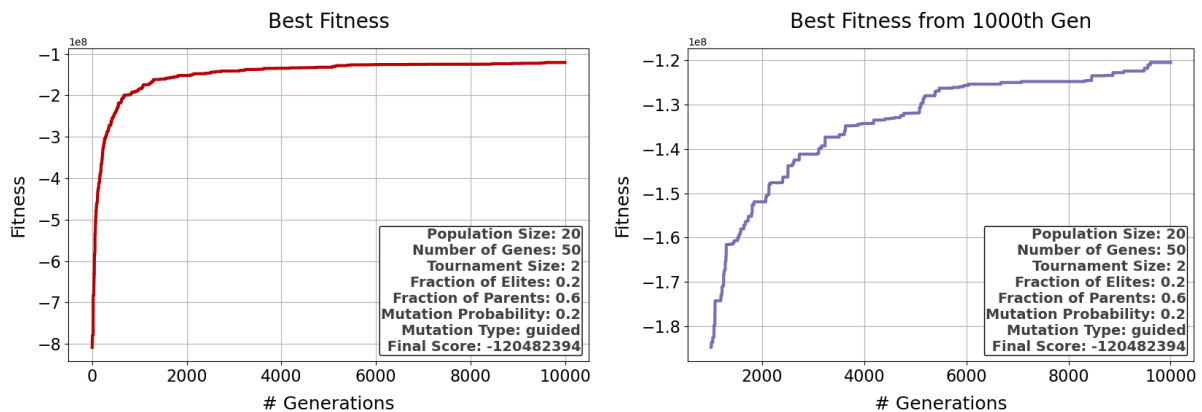 Best Fitness
1e8
−1
−2
−3
−4
−5
−6
−7
−8
Fitness
0
2000
4000
6000
8000
10000
# Generations
Population Size: 20
Number of Genes: 50
Tournament Size: 2
Fraction of Elites: 0.2
Fraction of Parents: 0.6
Mutation Probability: 0.2
Mutation Type: guided
Final Score: -120482394
Best Fitness from 1000th Gen
1e8
−1.2
−1.3
−1.4
−1.5
−1.6
−1.7
−1.8
Fitness
2000
4000
6000
8000
10000
# Generations
Population Size: 20
Number of Genes: 50
Tournament Size: 2
Fraction of Elites: 0.2
Fraction of Parents: 0.6
Mutation Probability: 0.2
Mutation Type: guided
Final Score: -120482394